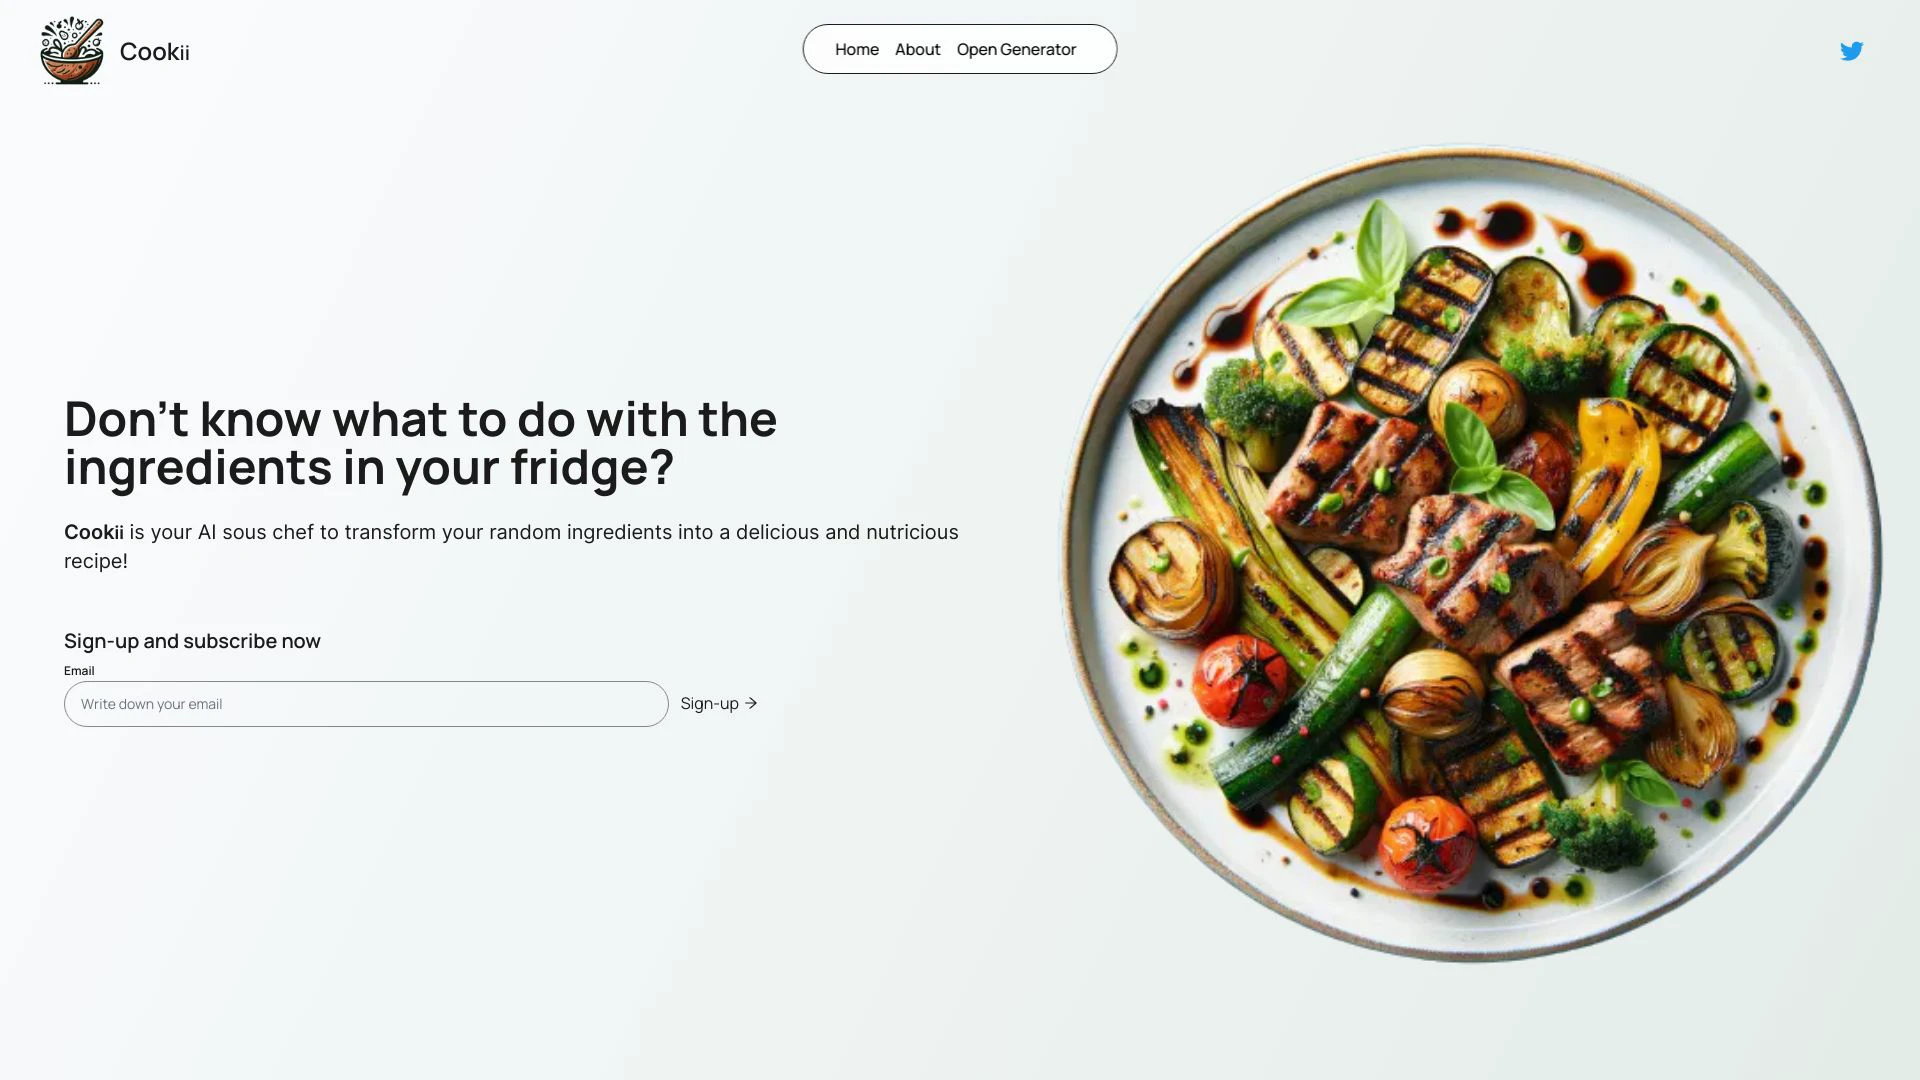 Cookii
Home About Open Generator
Don't know what to do with the
ingredients in your fridge?
Cookii is your AI sous chef to transform your random ingredients into a delicious and nutricious
recipe!
Sign-up and subscribe now
Email
Write down your email
Sign-up →